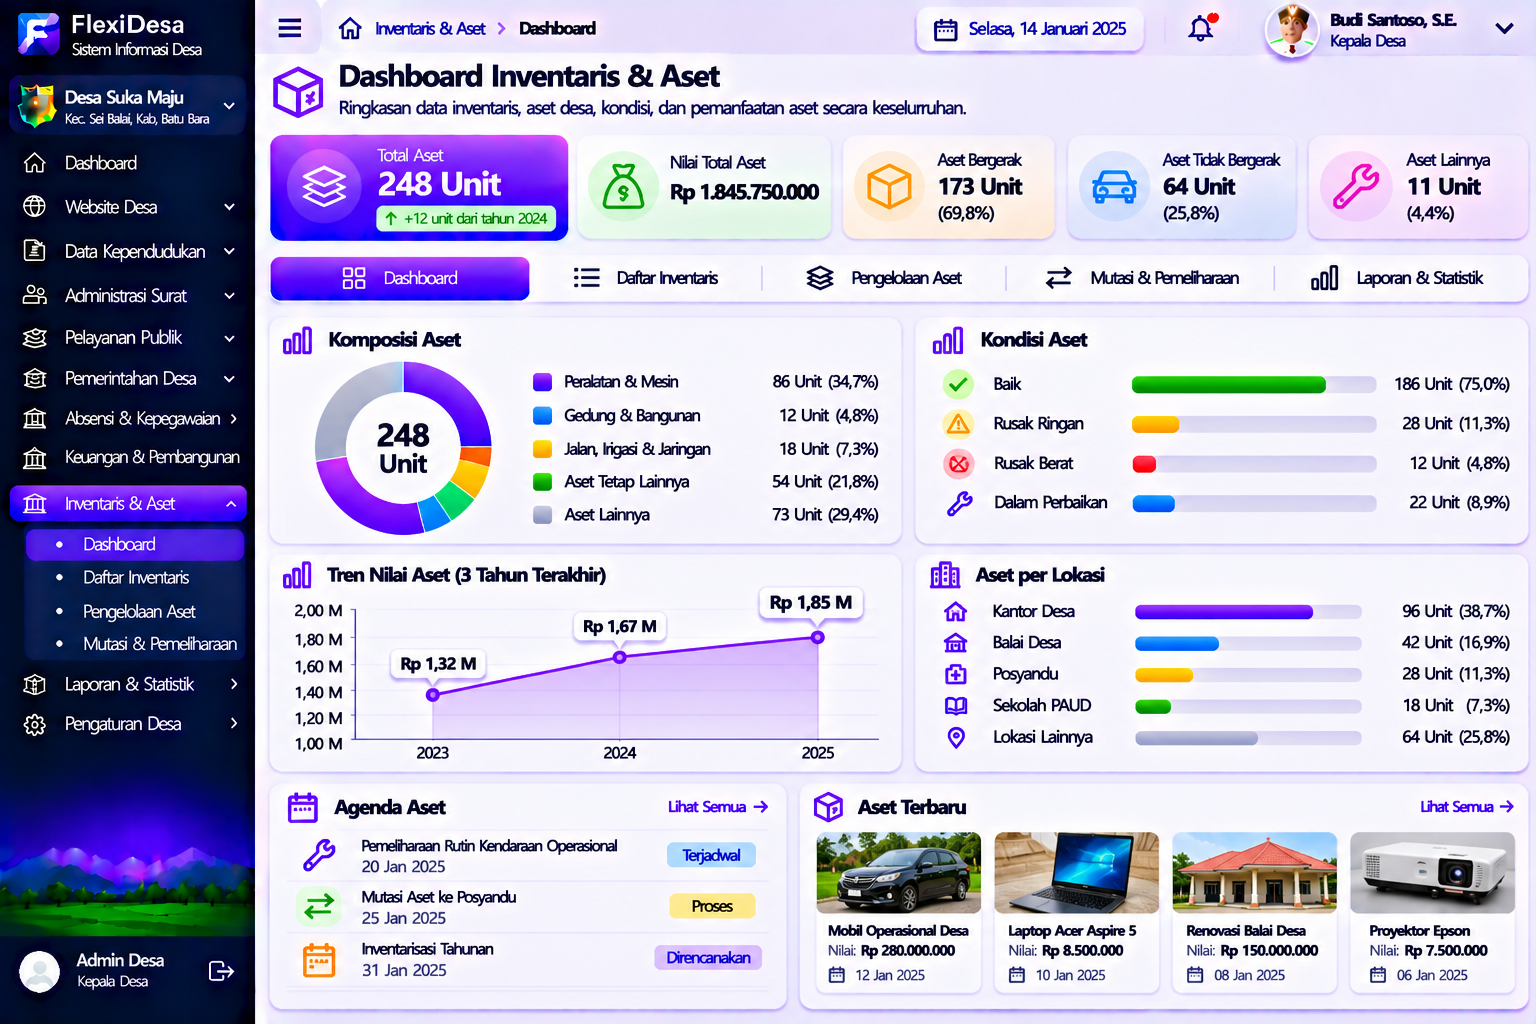 FlexiDesa
Sistem Informasi Desa
Desa Suka Maju
Kec. Sei Balai, Kab, Batu Bara
Dashboard
Website Desa
Data Kependudukan
Administrasi Surat
Pelayanan Publik
Pemerintahan Desa
Absensi & Kepegawaian
Keuangan & Pembangunan
Inventaris & Aset
Dashboard
Daftar Inventaris
Pengelolaan Aset
Mutasi & Pemeliharaan
Laporan & Statistik
Pengaturan Desa
Admin Desa
Kepala Desa
Inventaris & Aset
Dashboard
Selasa, 14 Januari 2025
Budi Santoso, S.E.
Kepala Desa
Dashboard Inventaris & Aset
Ringkasan data inventaris, aset desa, kondisi, dan pemanfaatan aset secara keselurruhan.
Total Aset
248 Unit
+12 unit dari tahun 2024
Nilai Total Aset
Rp 1.845.750.000
Aset Bergerak
173 Unit
(69,8%)
Aset Tidak Bergerak
64 Unit
(25,8%)
Aset Lainnya
11 Unit
(4,4%)
Dashboard
Daftar Inventaris
Pengelolaan Aset
Mutasi & Pemeliharaan
Laporan & Statistik
Komposisi Aset
248
Unit
Peralatan & Mesin 86 Unit (34,7%)
Gedung & Bangunan 12 Unit (4,8%)
Jalan, Irigasi & Jaringan 18 Unit (7,3%)
Aset Tetap Lainnya 54 Unit (21,8%)
Aset Lainnya 73 Unit (29,4%)
Kondisi Aset
Baik 186 Unit (75,0%)
Rusak Ringan 28 Unit (11,3%)
Rusak Berat 12 Unit (4,8%)
Dalam Perbaikan 22 Unit (8,9%)
Tren Nilai Aset (3 Tahun Terakhir)
2,00 M
1,80 M
1,60 M
1,40 M
1,20 M
1,00 M
Rp 1,32 M
Rp 1,67 M
Rp 1,85 M
2023
2024
2025
Aset per Lokasi
Kantor Desa 96 Unit (38,7%)
Balai Desa 42 Unit (16,9%)
Posyandu 28 Unit (11,3%)
Sekolah PAUD 18 Unit (7,3%)
Lokasi Lainnya 64 Unit (25,8%)
Agenda Aset
Lihat Semua
Pemeliharaan Rutin Kendaraan Operasional
20 Jan 2025
Terjadwal
Mutasi Aset ke Posyandu
25 Jan 2025
Proses
Inventarisasi Tahunan
31 Jan 2025
Direncanakan
Aset Terbaru
Lihat Semua
Mobil Operasional Desa
Nilai: Rp 280.000.000
12 Jan 2025
Laptop Acer Aspire 5
Nilai: Rp 8.500.000
10 Jan 2025
Renovasi Balai Desa
Nilai: Rp 150.000.000
08 Jan 2025
Proyektor Epson
Nilai: Rp 7.500.000
06 Jan 2025